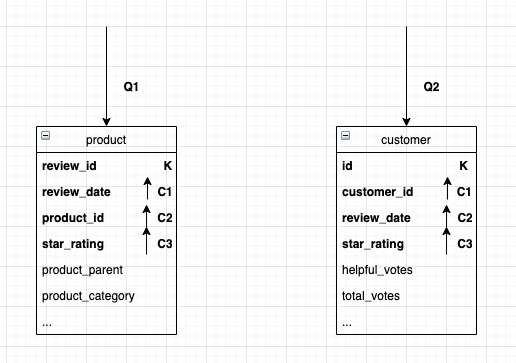 Q1
product
review_id K
review_date C1
product_id C2
star_rating C3
product_parent
product_category
...
Q2
customer
id K
customer_id C1
review_date C2
star_rating C3
helpful_votes
total_votes
...